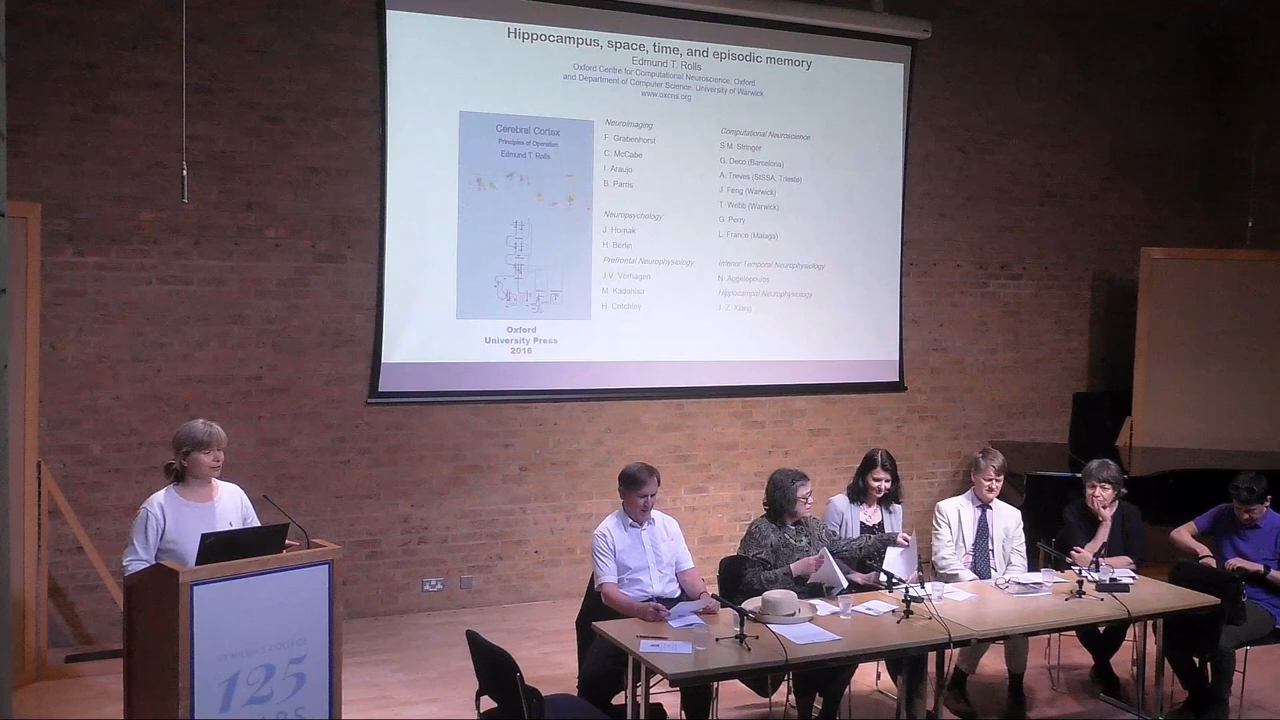 Hippocampus, space, time, and episodic memory
Edmund T. Rolls
Oxford Centre for Computational Neuroscience, Oxford
and Department of Computer Science, University of Warwick
www.oxcns.org
Cerebral Cortex
Principles of Operation
Edmund T. Rolls
Oxford
University Press
2016
Neuroimaging
F. Grabenhorst
C. McCabe
I. Araujo
B. Parris
Neuropsychology
J. Hornak
H. Berlin
Prefrontal Neurophysiology
J.V. Verhagen
M. Kadohisa
H. Critchley
Computational Neuroscience
S.M. Stringer
G. Deco (Barcelona)
A. Treves (SISSA, Trieste)
J. Feng (Warwick)
T. Webb (Warwick)
G. Perry
L. Franco (Malaga)
Inferior Temporal Neurophysiology
N. Aggelopoulos
Hippocampal Neurophysiology
J. Z. Xiang
125